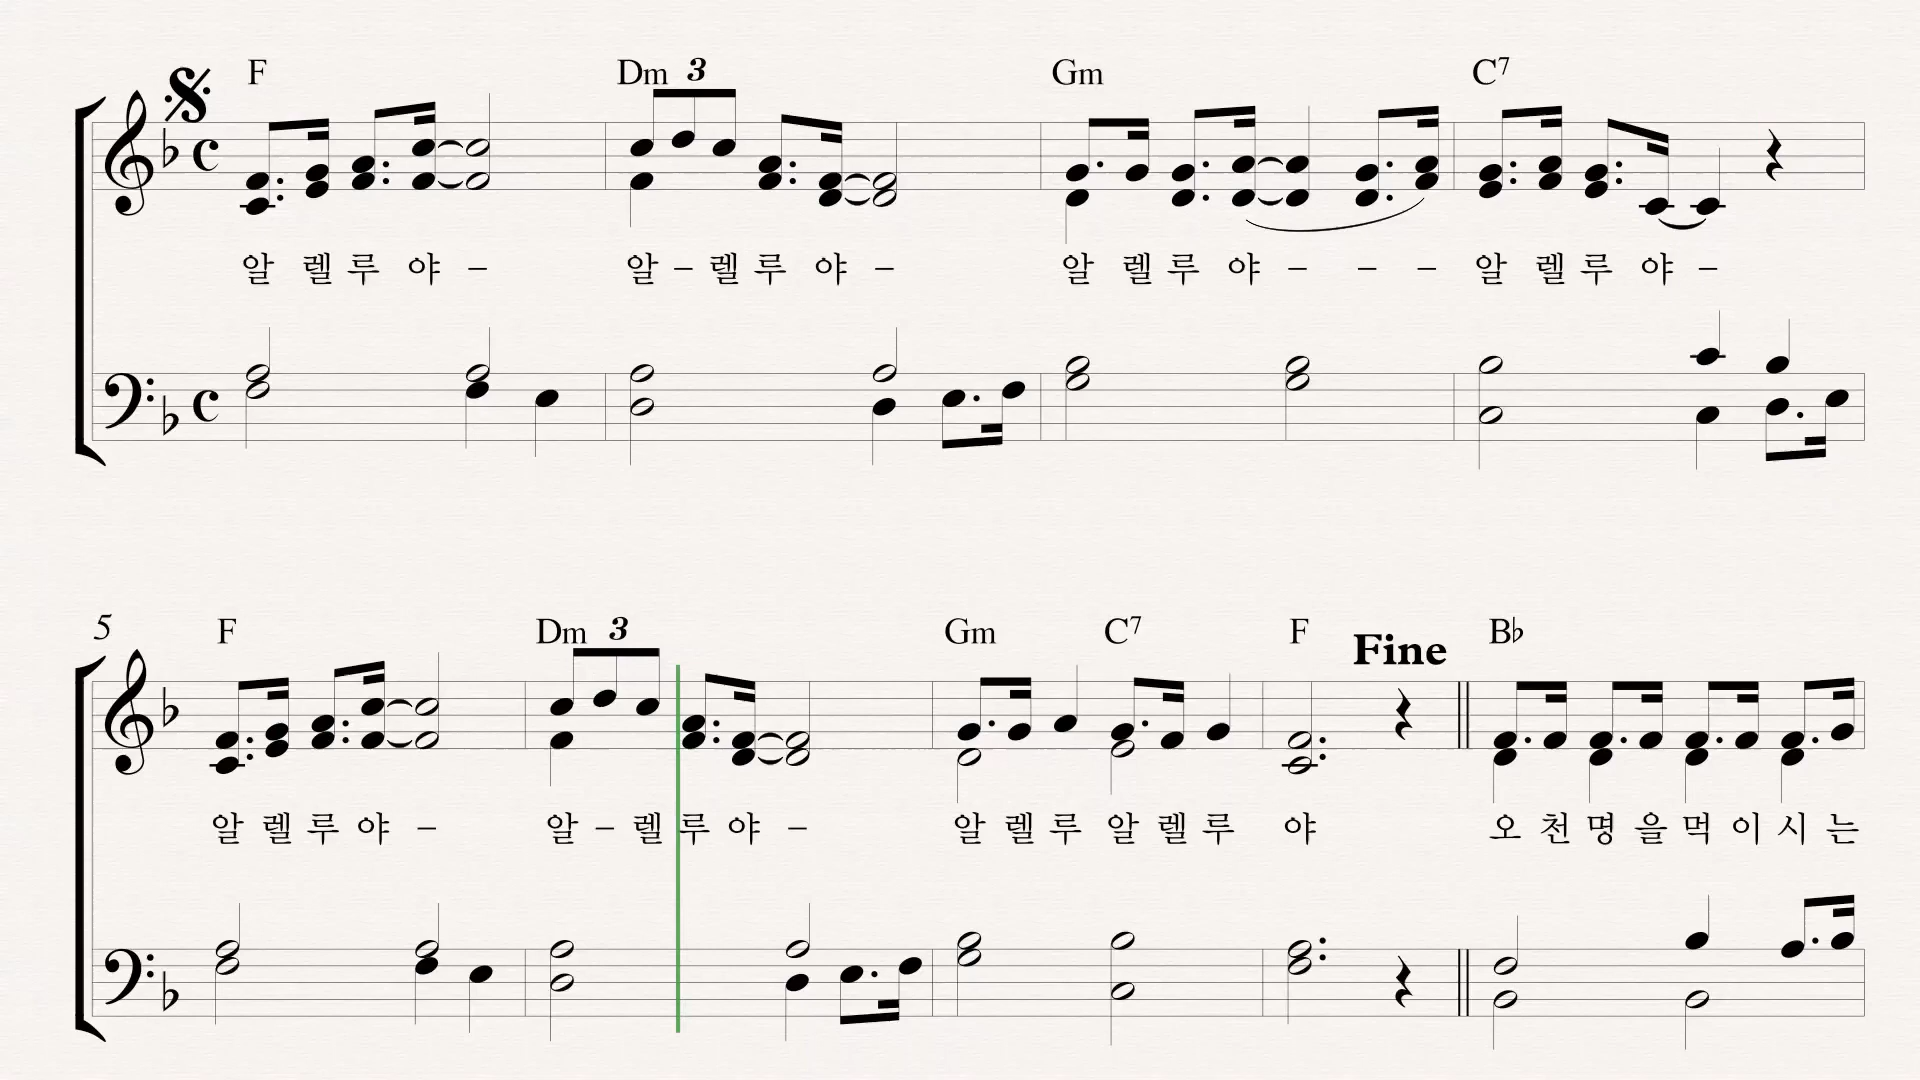 F Dm 3 Gm C7
알 렐 루 야 – 알 – 렐 루 야 – 알 렐 루 야 – – – 알 렐 루 야 –
5 F Dm 3 Gm C7 F Fine B♭
알 렐 루 야 – 알 – 렐 루 야 – 알 렐 루 알 렐 루 야 오 천 명 을 먹 이 시 는